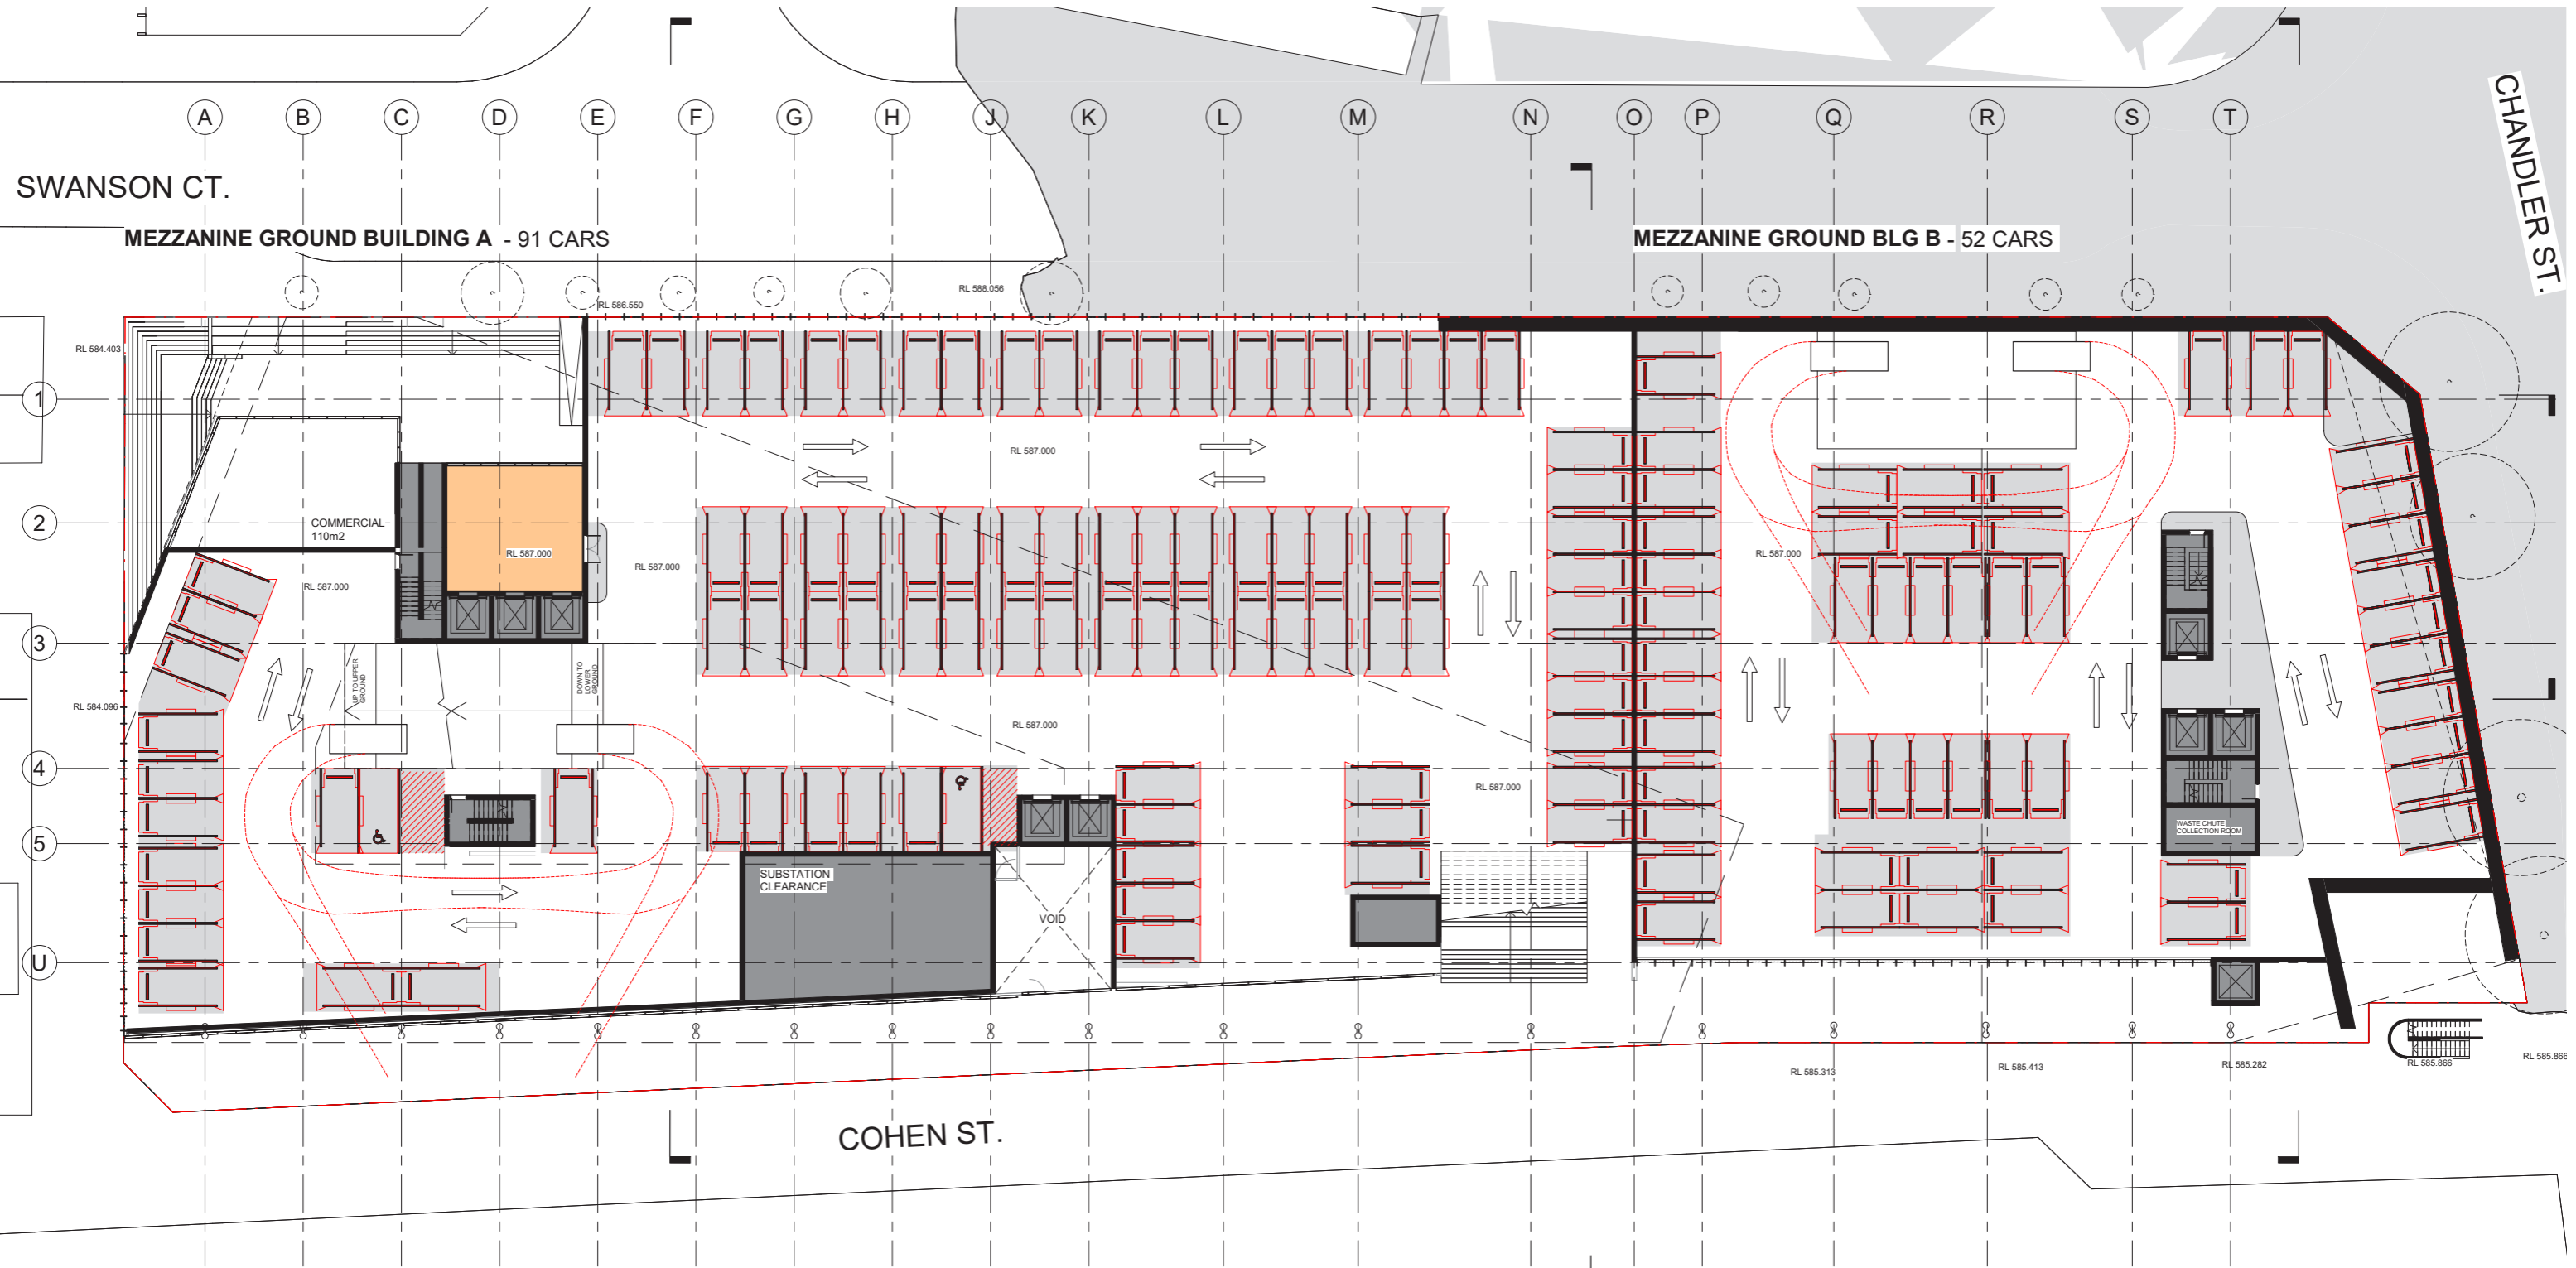 CHANDLER ST.
A B C D E F G H J K L M N O P Q R S T
SWANSON CT.
MEZZANINE GROUND BUILDING A - 91 CARS
MEZZANINE GROUND BLG B - 52 CARS
RL 588.056
RL 586.550
RL 584.403
1
RL 587.000
2
COMMERCIAL
110m2
RL 587.000
RL 587.000
RL 587.000
RL 587.000
3
UP TO UPPER
GROUND
DOWN TO
LOWER
GROUND
RL 584.096
RL 587.000
4
RL 587.000
5
WASTE CHUTE
COLLECTION ROOM
SUBSTATION
CLEARANCE
VOID
U
RL 585.313
RL 585.413
RL 585.282
RL 585.866
RL 585.866
COHEN ST.